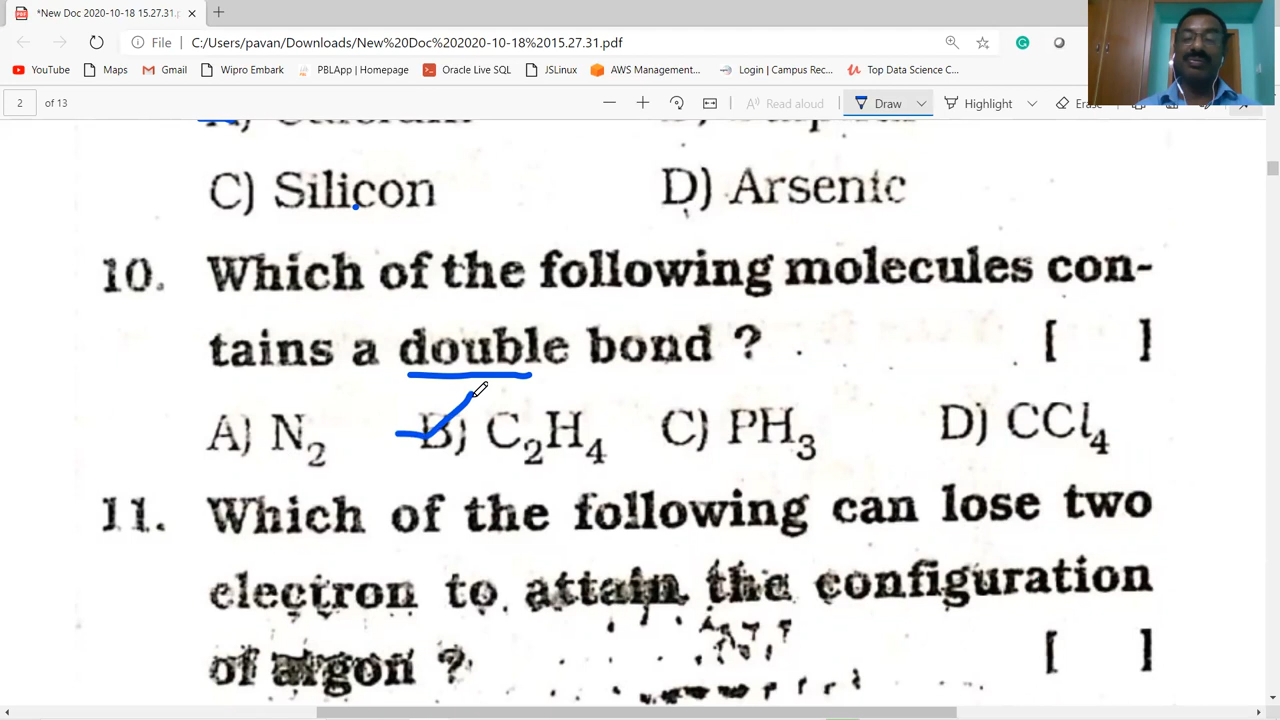 *New Doc 2020-10-18 15.27.31.p
File C:/Users/pavan/Downloads/New%20Doc%202020-10-18%2015.27.31.pdf
YouTube Maps Gmail Wipro Embark PBLApp | Homepage Oracle Live SQL JSLinux AWS Management... Login | Campus Rec... Top Data Science C...
2 of 13 Read aloud Draw Highlight Erase
C) Silicon D) Arsenic
10. Which of the following molecules con-
tains a double bond ? [ ]
A) N₂ B) C₂H₄ C) PH₃ D) CCl₄
11. Which of the following can lose two
electron to attain the configuration
of argon ? [ ]